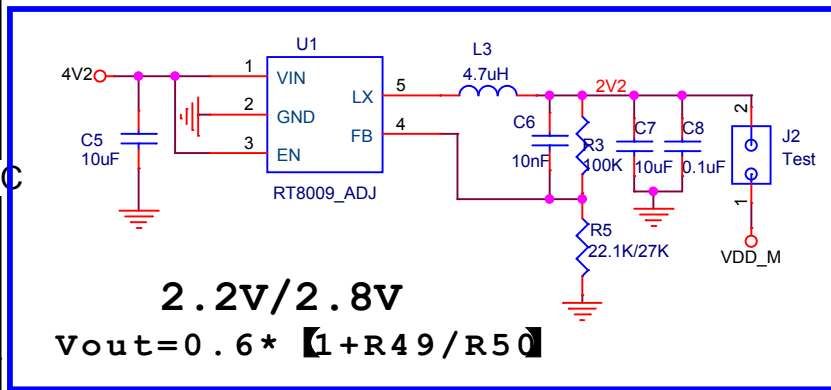 U1
4V2
1
VIN
2
GND
3
EN
LX
5
FB
4
RT8009_ADJ
C5
10uF
L3
4.7uH
2V2
C6
10nF
R3
100K
C7
10uF
C8
0.1uF
2
J2
Test
1
VDD_M
R5
22.1K/27K
C
2.2V/2.8V
Vout=0.6*【1+R49/R50】